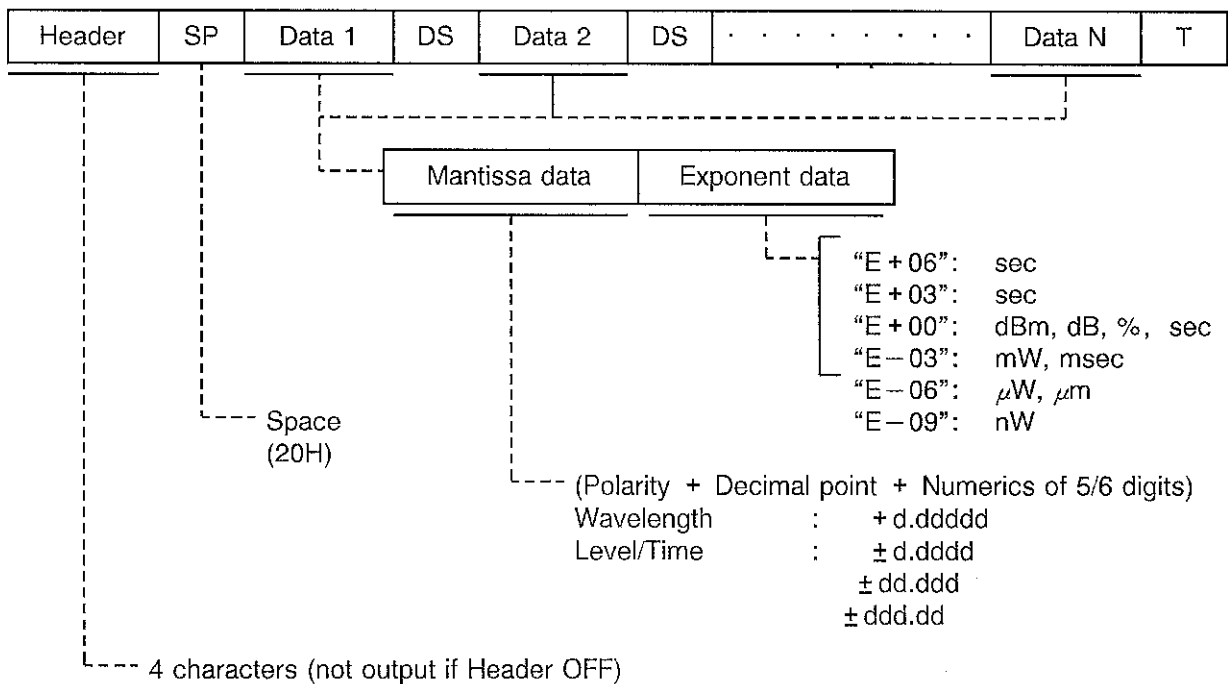 Header SP Data 1 DS Data 2 DS · · · · · · · · · Data N T
Mantissa data Exponent data
“E+06”: sec
“E+03”: sec
“E+00”: dBm, dB, %, sec
“E−03”: mW, msec
“E−06”: μW, μm
“E−09”: nW
Space
(20H)
(Polarity + Decimal point + Numerics of 5/6 digits)
Wavelength : +d.ddddd
Level/Time : ±d.dddd
±dd.ddd
±ddd.dd
4 characters (not output if Header OFF)